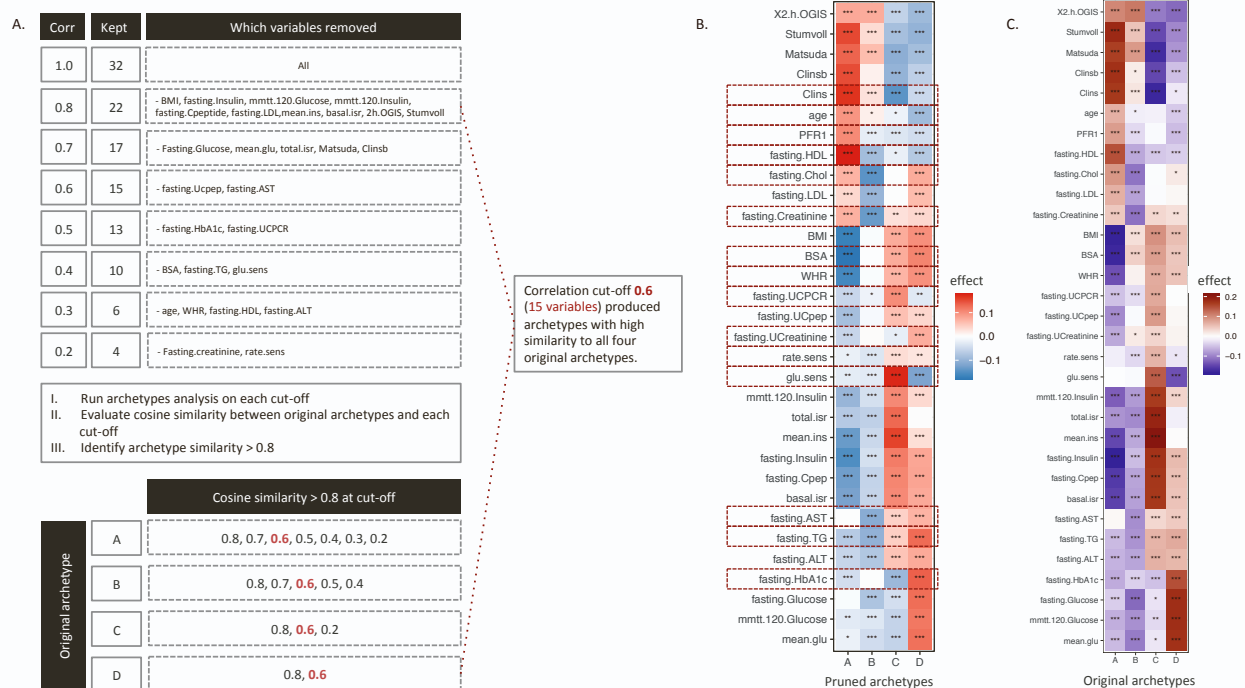 A.
Corr Kept Which variables removed
1.0 32 All
0.8 22 - BMI, fasting.Insulin, mmtt.120.Glucose, mmtt.120.Insulin,
fasting.Cpeptide, fasting.LDL,mean.ins, basal.isr, 2h.OGIS, Stumvoll
0.7 17 - Fasting.Glucose, mean.glu, total.isr, Matsuda, Clinsb
0.6 15 - fasting.Ucpep, fasting.AST
0.5 13 - fasting.HbA1c, fasting.UCPCR
0.4 10 - BSA, fasting.TG, glu.sens
0.3 6 - age, WHR, fasting.HDL, fasting.ALT
0.2 4 - Fasting.creatinine, rate.sens
I. Run archetypes analysis on each cut-off
II. Evaluate cosine similarity between original archetypes and each
cut-off
III. Identify archetype similarity > 0.8
Cosine similarity > 0.8 at cut-off
Original archetype
A 0.8, 0.7, 0.6, 0.5, 0.4, 0.3, 0.2
B 0.8, 0.7, 0.6, 0.5, 0.4
C 0.8, 0.6, 0.2
D 0.8, 0.6
Correlation cut-off 0.6
(15 variables) produced
archetypes with high
similarity to all four
original archetypes.
B.
X2.h.OGIS *** *** *** ***
Stumvoll *** *** *** ***
Matsuda *** *** *** ***
Clinsb *** *** *** ***
Clins *** *** *** ***
age *** * * ***
PFR1 *** *** *** ***
fasting.HDL *** *** * ***
fasting.Chol *** *** ***
fasting.LDL *** *** ***
fasting.Creatinine *** *** ** ***
BMI *** *** ***
BSA *** *** ***
WHR *** *** ***
fasting.UCPCR *** * *** **
fasting.UCpep *** *** ***
fasting.UCreatinine *** * ***
rate.sens * *** *** **
glu.sens ** *** *** ***
mmtt.120.Insulin *** *** *** ***
total.isr *** *** ***
mean.ins *** *** *** ***
fasting.Insulin *** *** *** ***
fasting.Cpep *** *** *** ***
basal.isr *** *** *** ***
fasting.AST *** *** ***
fasting.TG *** *** *** ***
fasting.ALT *** *** *** ***
fasting.HbA1c *** *** ***
fasting.Glucose *** *** ***
mmtt.120.Glucose ** *** *** ***
mean.glu * *** *** ***
A B C D
Pruned archetypes
effect
0.1
0.0
−0.1
C.
X2.h.OGIS *** *** *** ***
Stumvoll *** *** *** ***
Matsuda *** *** *** ***
Clinsb *** * *** ***
Clins *** *** *** *
age *** * ***
PFR1 *** *** ***
fasting.HDL *** *** *** ***
fasting.Chol *** *** *
fasting.LDL *** ***
fasting.Creatinine *** *** ** **
BMI *** *** *** ***
BSA *** *** *** ***
WHR *** *** ***
fasting.UCPCR *** *** ***
fasting.UCpep *** ***
fasting.UCreatinine *** * ***
rate.sens *** *** *** *
glu.sens *** ***
mmtt.120.Insulin *** *** *** ***
total.isr *** *** ***
mean.ins *** *** ***
fasting.Insulin *** *** *** ***
fasting.Cpep *** *** *** ***
basal.isr *** *** *** ***
fasting.AST *** *** ***
fasting.TG *** *** *** ***
fasting.ALT *** *** *** ***
fasting.HbA1c *** *** *** ***
fasting.Glucose *** *** * ***
mmtt.120.Glucose *** *** ** ***
mean.glu *** *** * ***
A B C D
Original archetypes
effect
0.2
0.1
0.0
−0.1